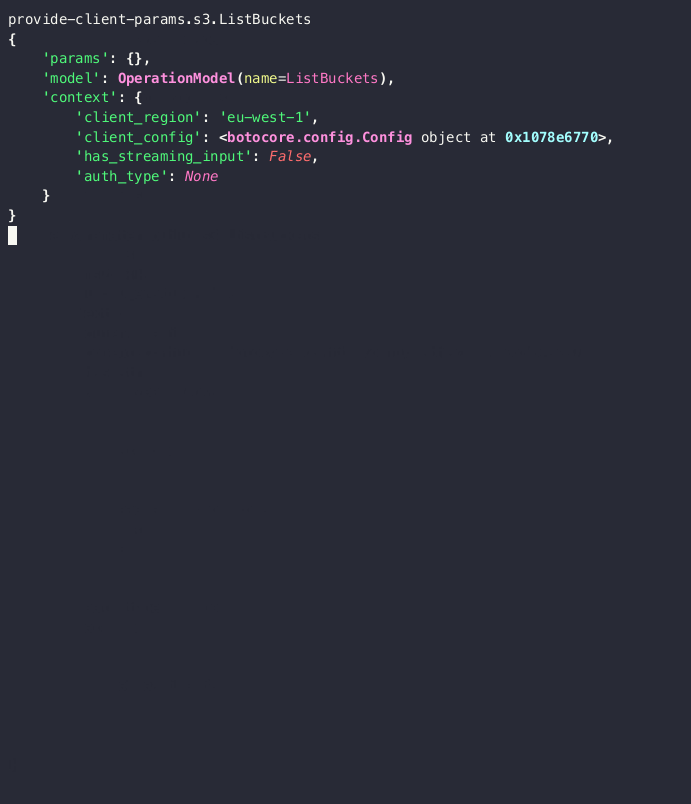 provide-client-params.s3.ListBuckets
{
    'params': {},
    'model': OperationModel(name=ListBuckets),
    'context': {
        'client_region': 'eu-west-1',
        'client_config': <botocore.config.Config object at 0x1078e6770>,
        'has_streaming_input': False,
        'auth_type': None
    }
}